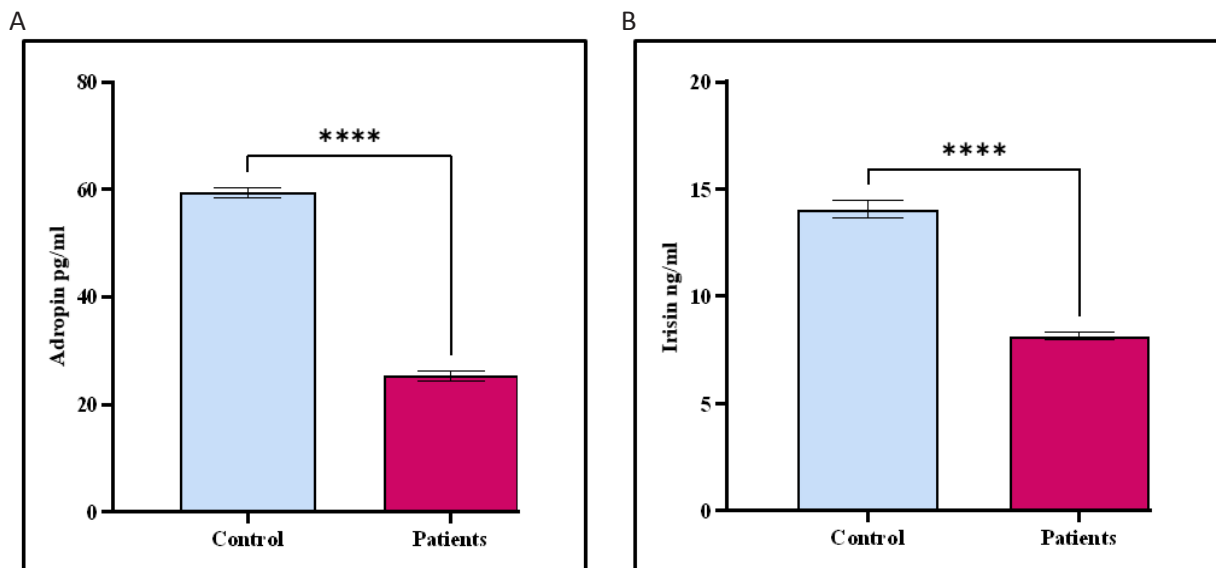 A
80
60
40
20
0
Adropin pg/ml
****
Control
Patients
B
20
15
10
5
0
Irisin ng/ml
****
Control
Patients